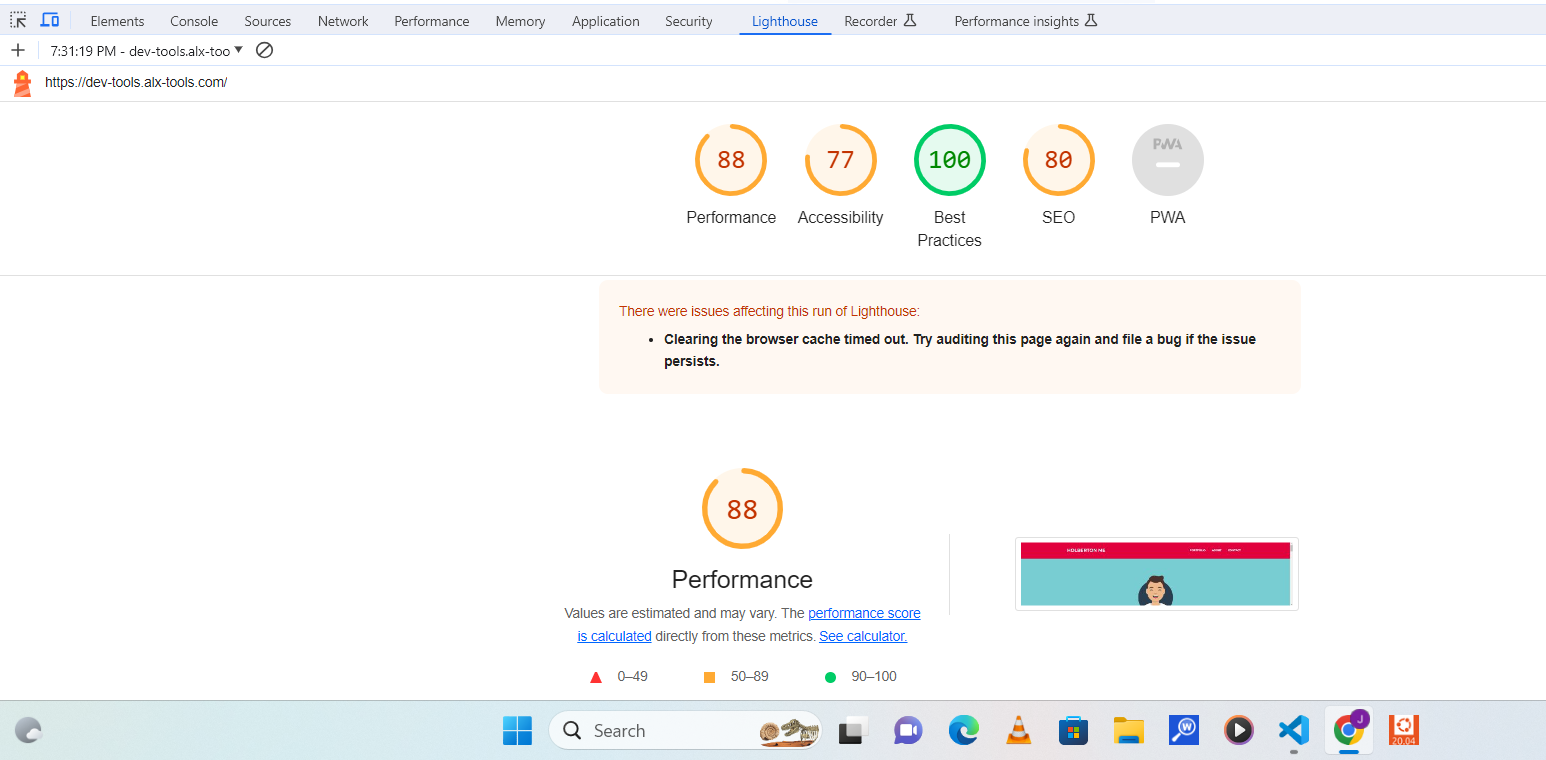 Elements Console Sources Network Performance Memory Application Security Lighthouse Recorder Performance insights
7:31:19 PM - dev-tools.alx-too
https://dev-tools.alx-tools.com/
88 77 100 80 PWA
Performance Accessibility Best Practices SEO PWA
There were issues affecting this run of Lighthouse:
• Clearing the browser cache timed out. Try auditing this page again and file a bug if the issue
persists.
88
Performance
Values are estimated and may vary. The performance score
is calculated directly from these metrics. See calculator.
0–49 50–89 90–100
HOLBERTON ME PORTFOLIO ABOUT CONTACT
Search
W
J
20.04